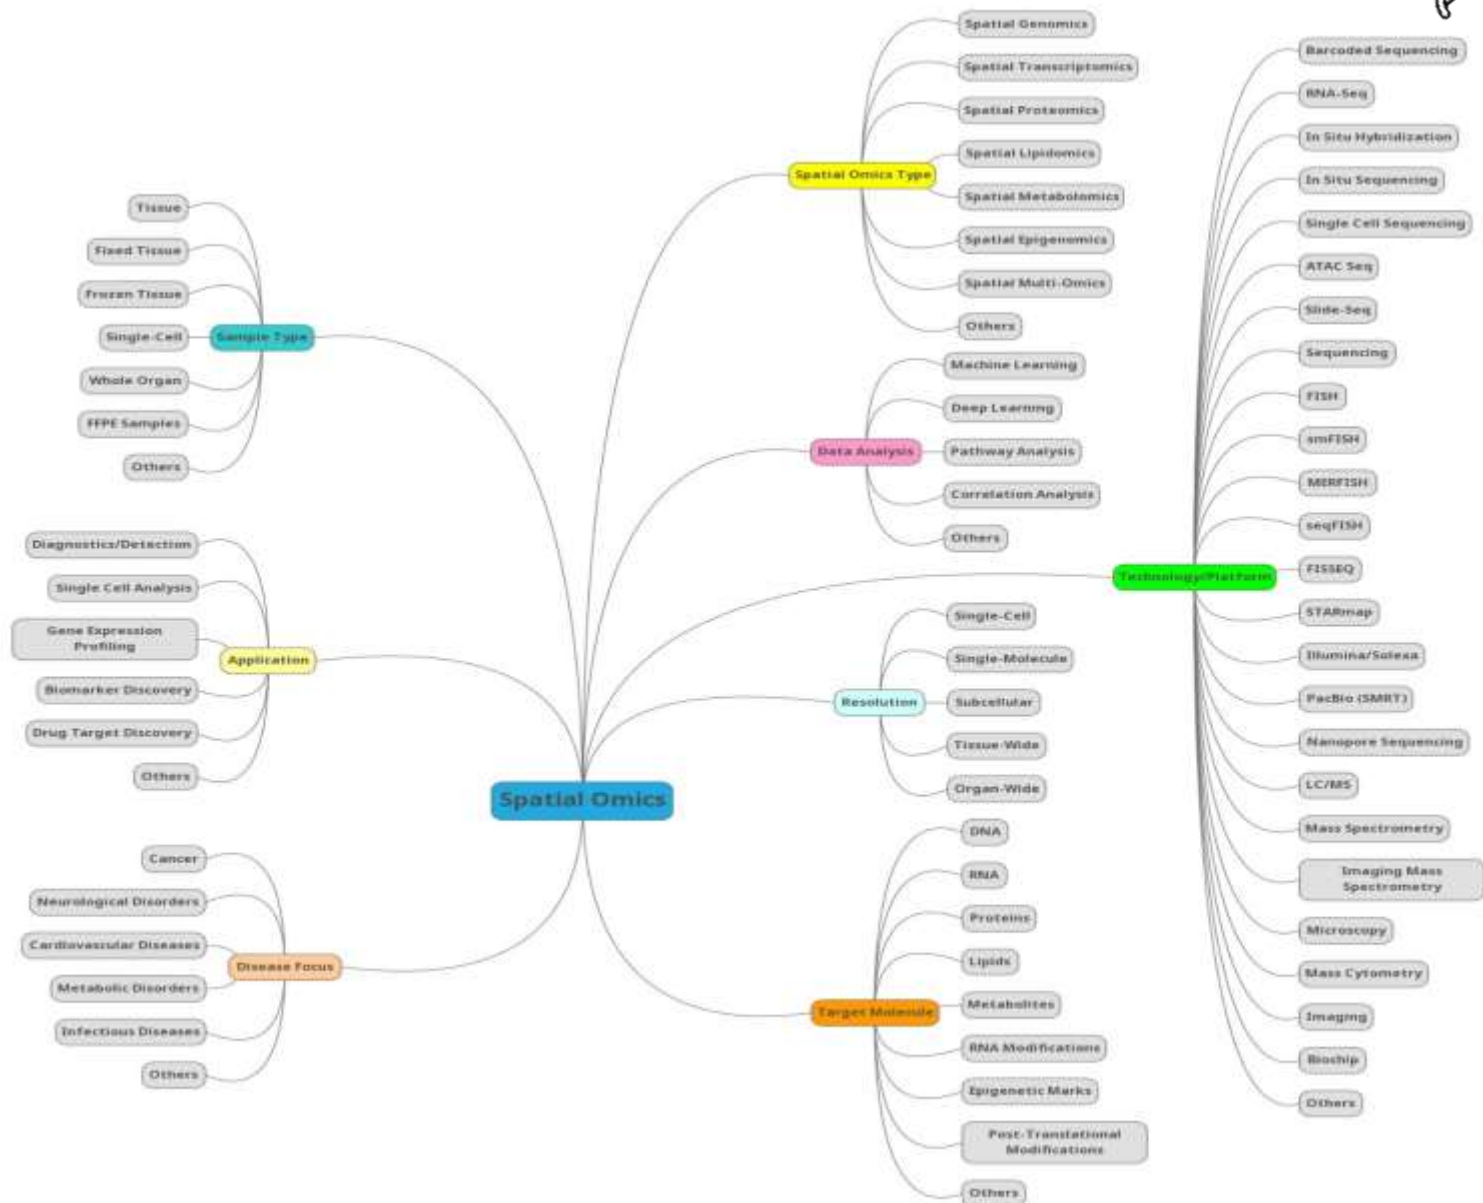 Spatial Omics
Spatial Omics Type
Spatial Genomics
Spatial Transcriptomics
Spatial Proteomics
Spatial Lipidomics
Spatial Metabolomics
Spatial Epigenomics
Spatial Multi-Omics
Others
Data Analysis
Machine Learning
Deep Learning
Pathway Analysis
Correlation Analysis
Others
Technology/Platform
Barcoded Sequencing
RNA-Seq
In Situ Hybridization
In Situ Sequencing
Single Cell Sequencing
ATAC Seq
Slide-Seq
Sequencing
FISH
smFISH
MERFISH
seqFISH
FISSEQ
STARmap
Illumina/Solexa
PacBio (SMRT)
Nanopore Sequencing
LC/MS
Mass Spectrometry
Imaging Mass
Spectrometry
Microscopy
Mass Cytometry
Imaging
Bioship
Others
Resolution
Single-Cell
Single-Molecule
Subcellular
Tissue-Wide
Organ-Wide
Target Molecule
DNA
RNA
Proteins
Lipids
Metabolites
RNA Modifications
Epigenetic Marks
Post-Translational
Modifications
Others
Sample Type
Tissue
Fixed Tissue
Frozen Tissue
Single-Cell
Whole Organ
FFPE Samples
Others
Application
Diagnostics/Detection
Single Cell Analysis
Gene Expression
Profiling
Biomarker Discovery
Drug Target Discovery
Others
Disease Focus
Cancer
Neurological Disorders
Cardiovascular Diseases
Metabolic Disorders
Infectious Diseases
Others